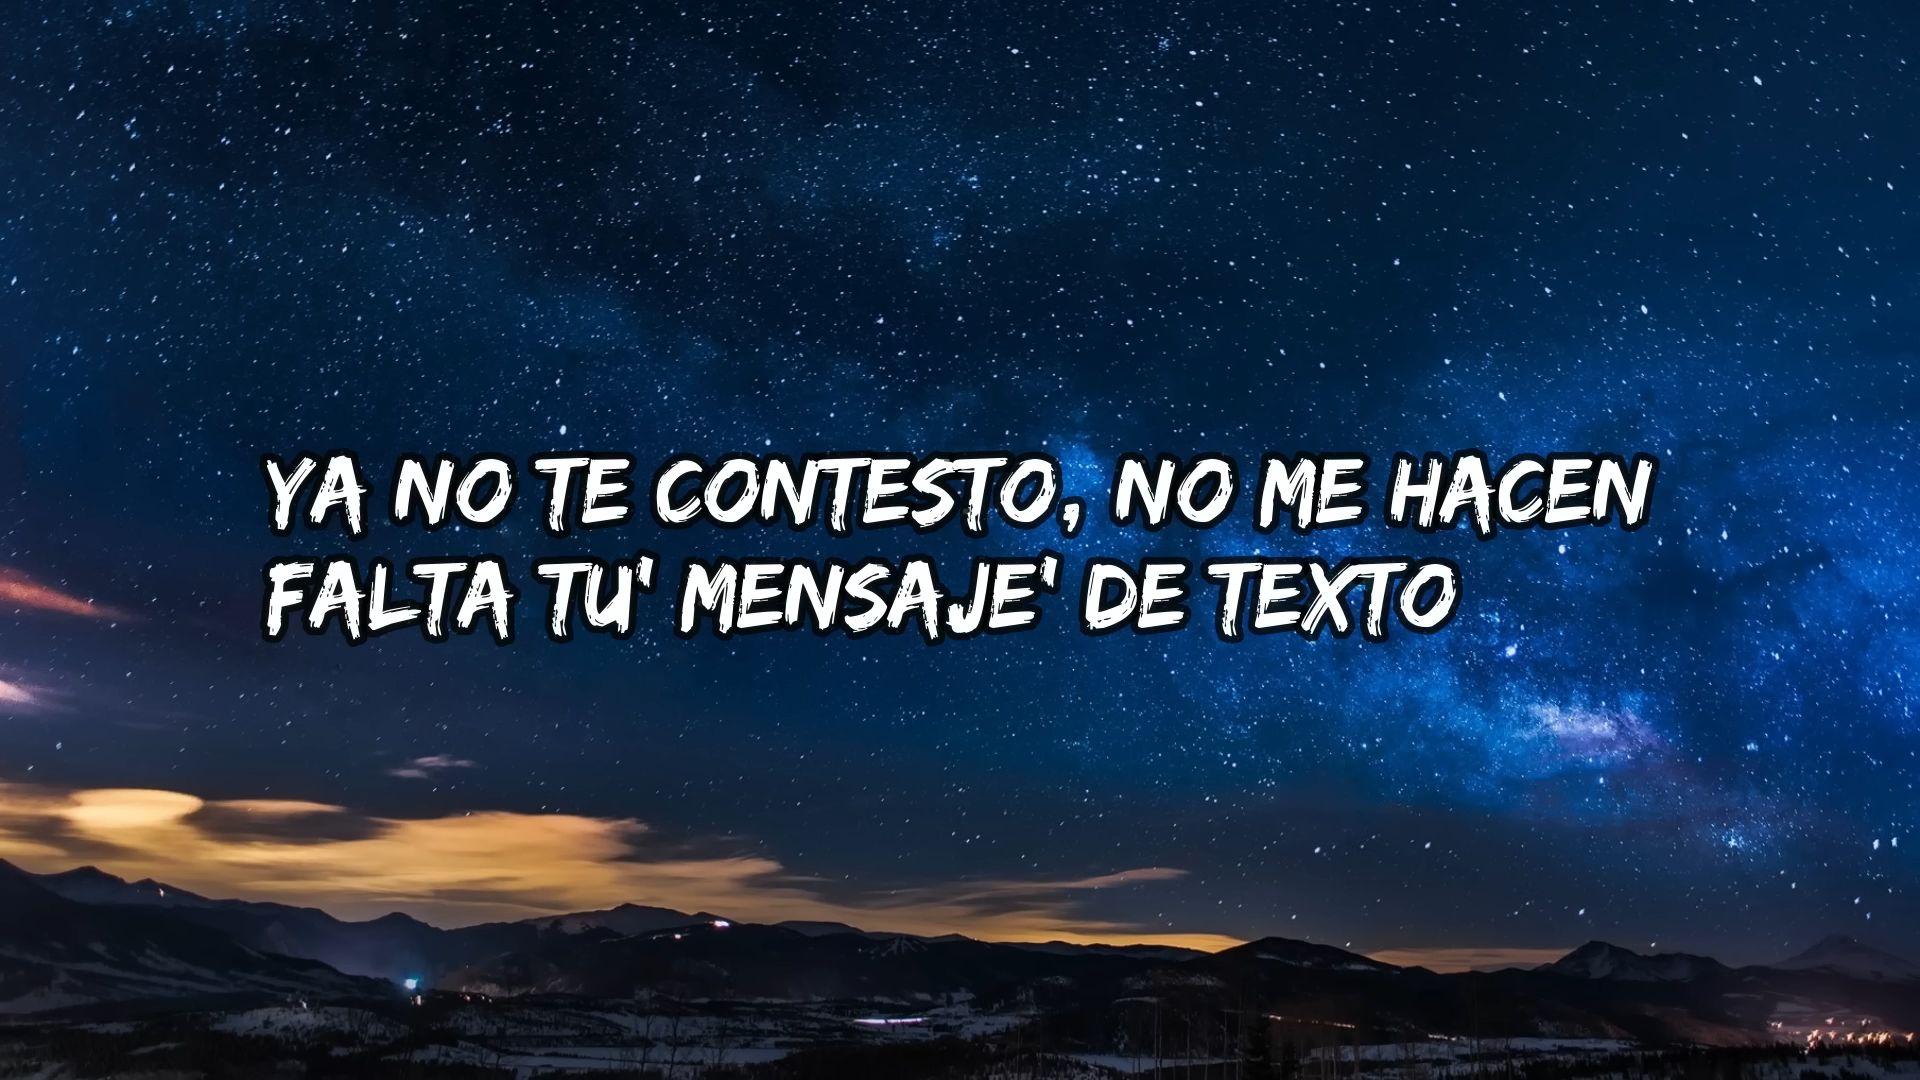 YA NO TE CONTESTO, NO ME HACEN
FALTA TU' MENSAJE' DE TEXTO